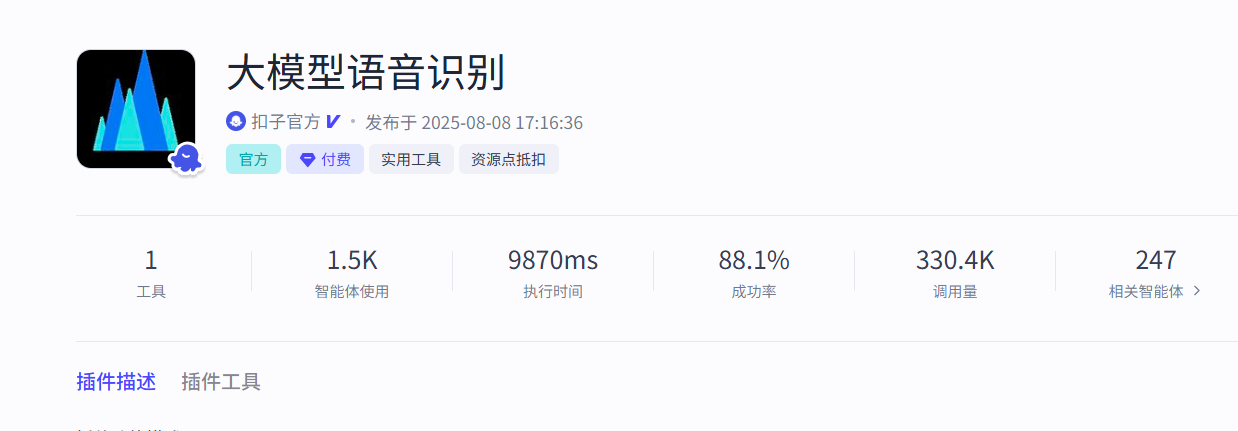 大模型语音识别
扣子官方 • 发布于 2025-08-08 17:16:36
官方 付费 实用工具 资源点抵扣
1 1.5K 9870ms 88.1% 330.4K 247
工具 智能体使用 执行时间 成功率 调用量 相关智能体
插件描述 插件工具